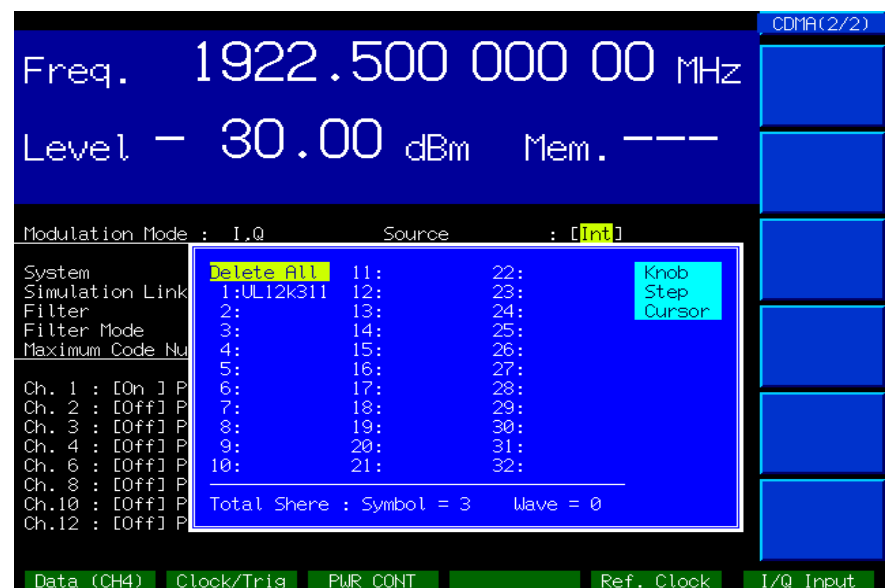 CDMA(2/2)
Freq. 1922.500 000 00 MHz
Level - 30.00 dBm Mem.---
Modulation Mode : I,Q Source : [Int]
System
Simulation Link
Filter
Filter Mode
Maximum Code Nu
Ch. 1 : [On ] P
Ch. 2 : [Off] P
Ch. 3 : [Off] P
Ch. 4 : [Off] P
Ch. 6 : [Off] P
Ch. 8 : [Off] P
Ch.10 : [Off] P
Ch.12 : [Off] P
Delete All 11: 22:
1:UL12k311 12: 23:
2: 13: 24:
3: 14: 25:
4: 15: 26:
5: 16: 27:
6: 17: 28:
7: 18: 29:
8: 19: 30:
9: 20: 31:
10: 21: 32:
Knob
Step
Cursor
Total Shere : Symbol = 3 Wave = 0
Data (CH4) Clock/Trig PWR CONT Ref. Clock I/Q Input